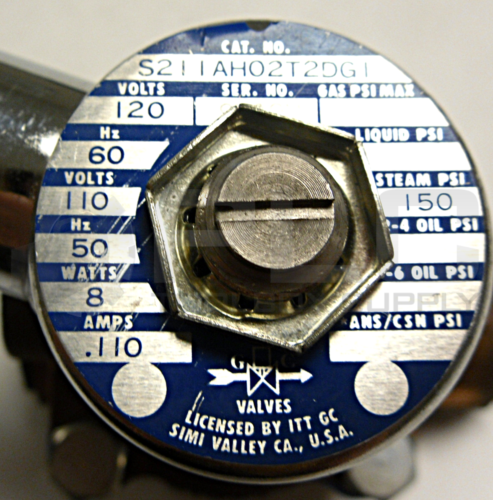 CAT. NO.
S211AH02T2DG1
VOLTS SER. NO. GAS PSI MAX
120
Hz LIQUID PSI
60
VOLTS STEAM PSI
110 150
Hz -4 OIL PSI
50
WATTS -6 OIL PSI
8
AMPS ANS/CSN PSI
.110
G C
VALVES
LICENSED BY ITT GC
SIMI VALLEY CA., U.S.A.
SUPPLY